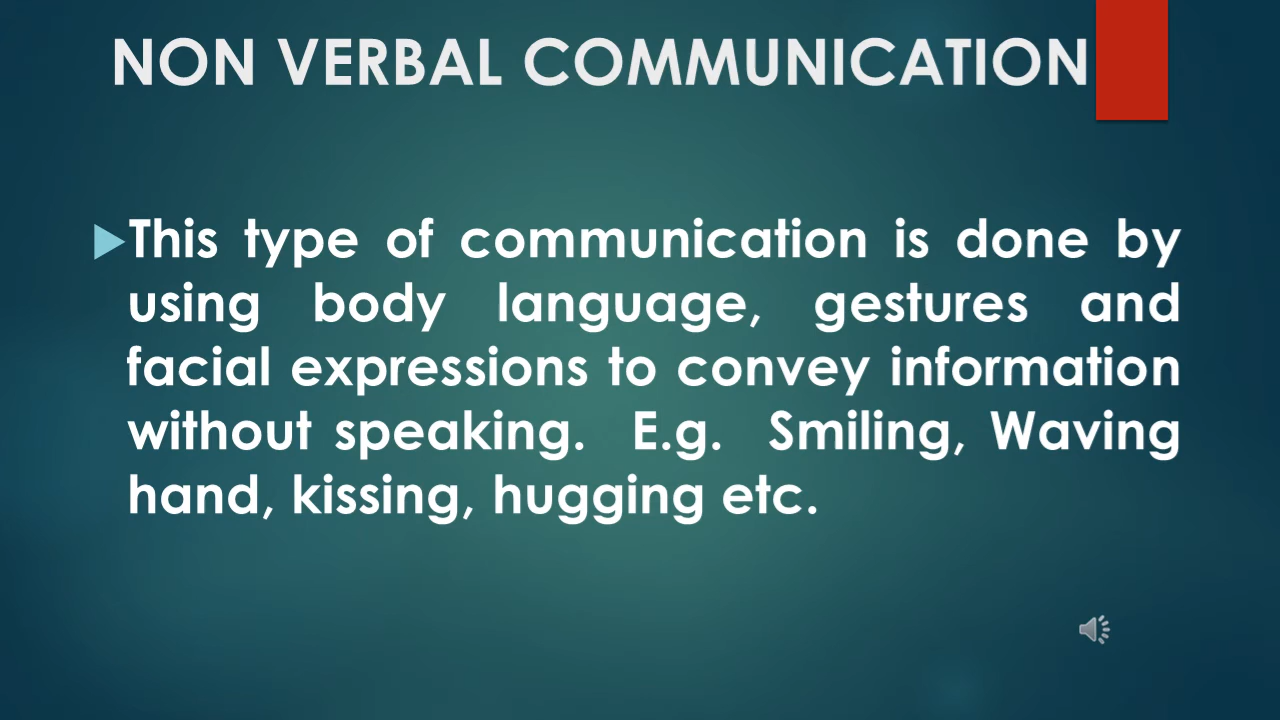 NON VERBAL COMMUNICATION
This type of communication is done by
using body language, gestures and
facial expressions to convey information
without speaking. E.g. Smiling, Waving
hand, kissing, hugging etc.